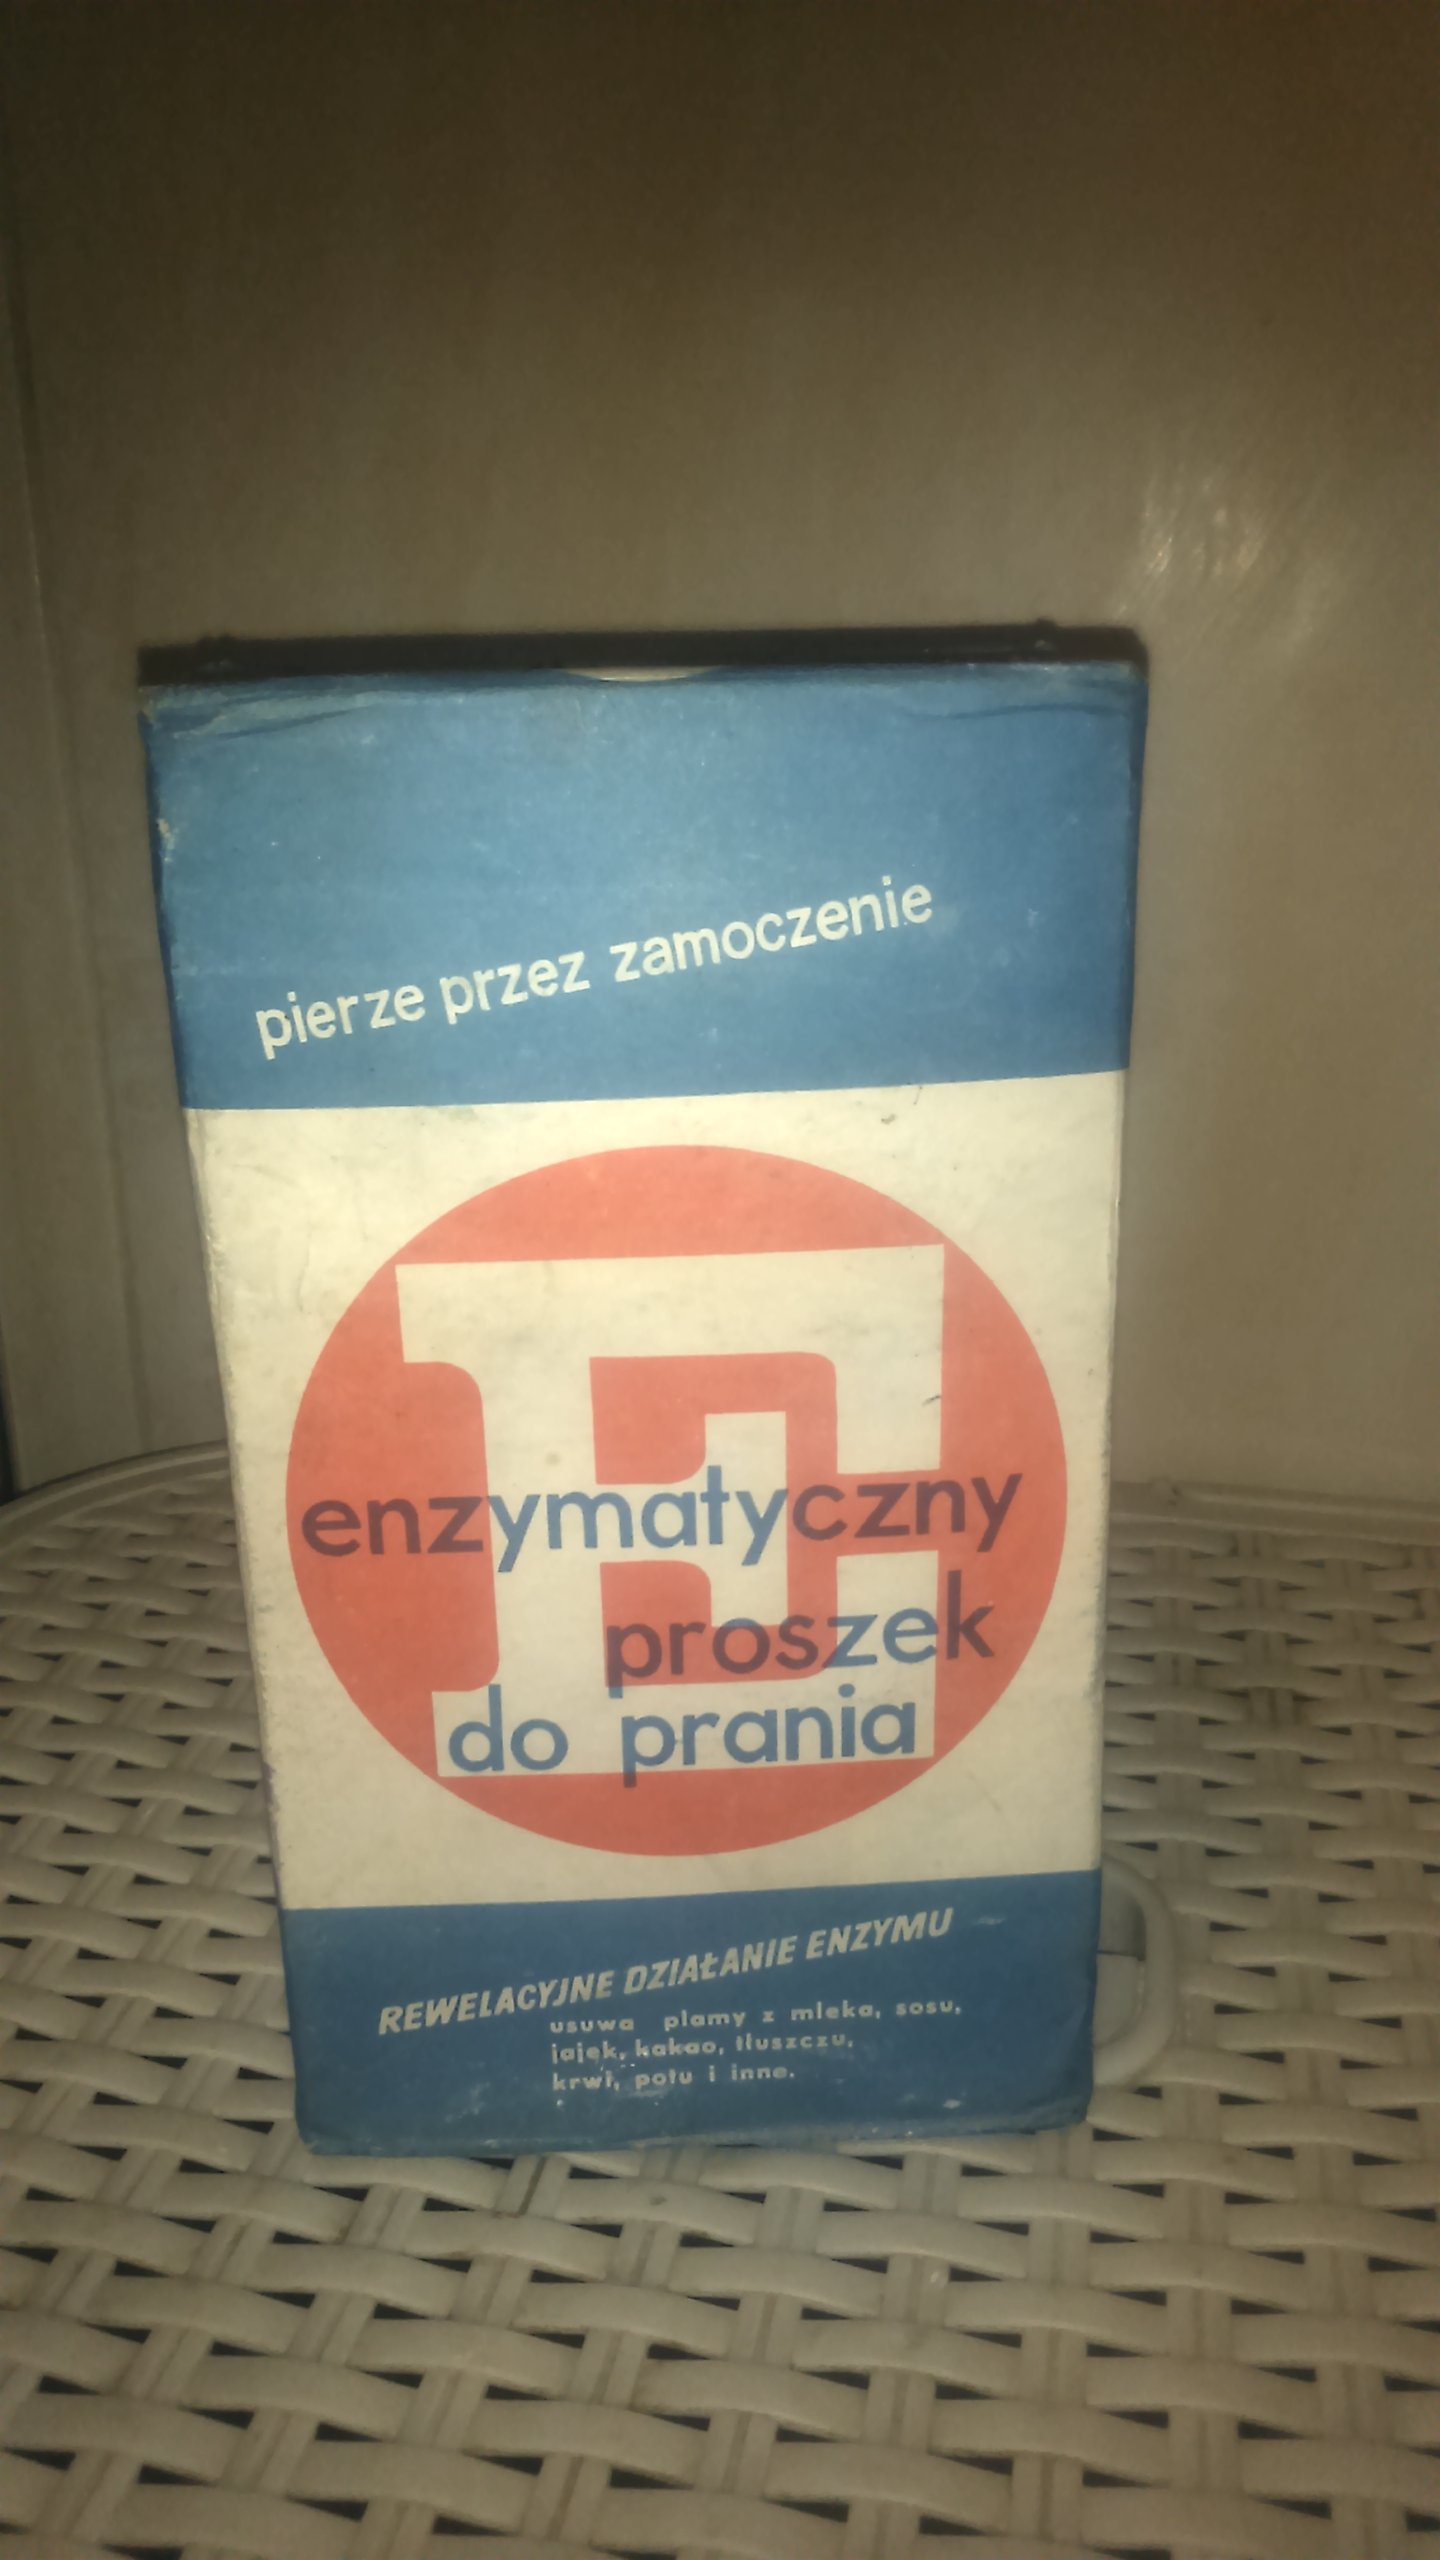 pierze przez zamoczenie
E
enzymatyczny
proszek
do prania
REWELACYJNE DZIAŁANIE ENZYMU
usuwa plamy z mleka, sosu,
jajek, kakao, tłuszczu,
krwi, potu i inne.